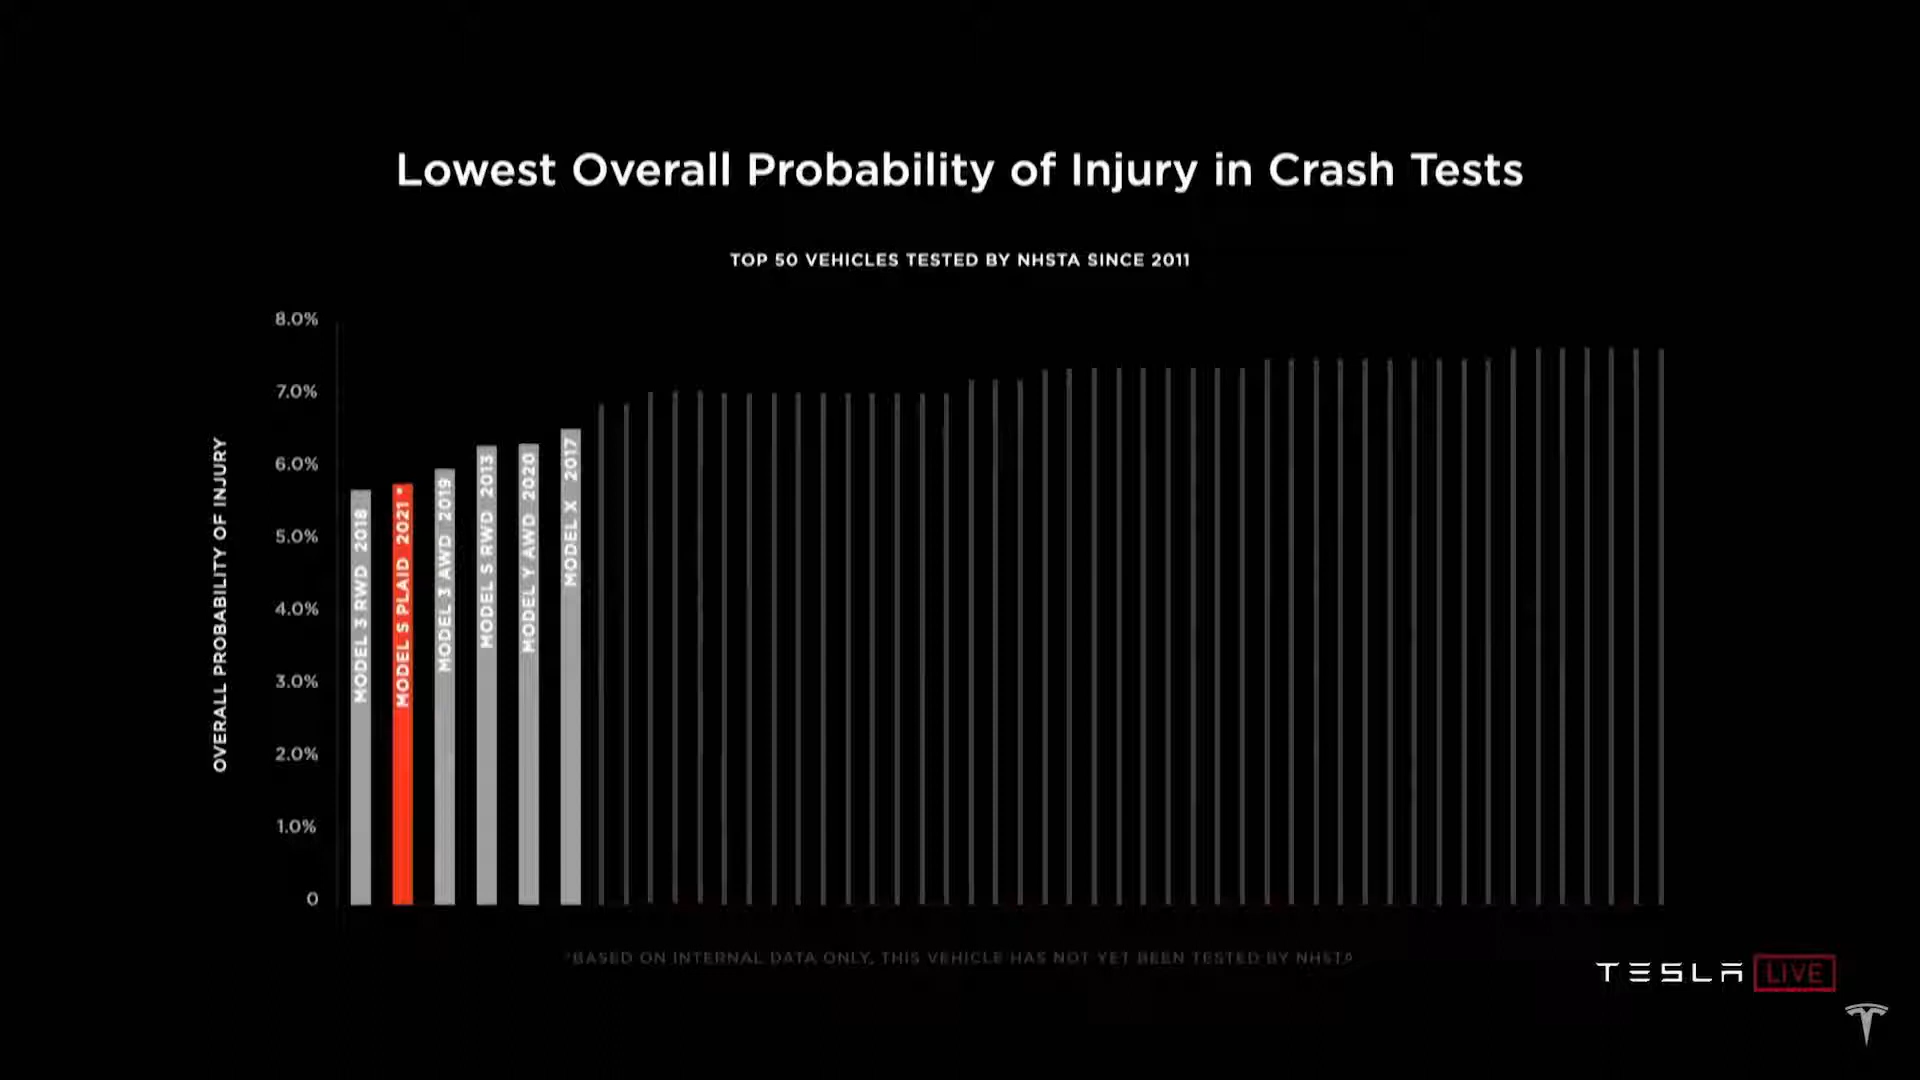 Lowest Overall Probability of Injury in Crash Tests
TOP 50 VEHICLES TESTED BY NHSTA SINCE 2011
OVERALL PROBABILITY OF INJURY
8.0%
7.0%
6.0%
5.0%
4.0%
3.0%
2.0%
1.0%
0
MODEL 3 RWD 2018
MODEL S PLAID 2021 *
MODEL 3 AWD 2019
MODEL S RWD 2013
MODEL Y AWD 2020
MODEL X 2017
*BASED ON INTERNAL DATA ONLY, THIS VEHICLE HAS NOT YET BEEN TESTED BY NHSTA
TESLA LIVE